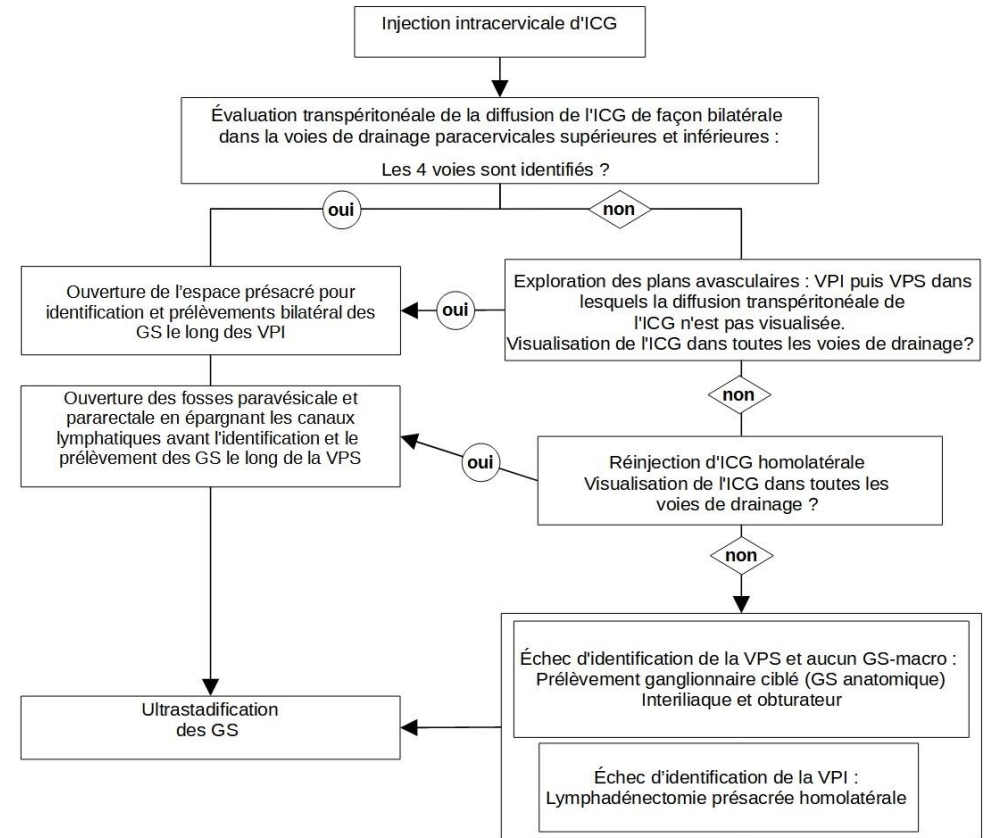 Injection intracervicale d'ICG
Évaluation transpéritonéale de la diffusion de l'ICG de façon bilatérale
dans la voies de drainage paracervicales supérieures et inférieures :
Les 4 voies sont identifiés ?
oui
non
Ouverture de l'espace présacré pour
identification et prélèvements bilatéral des
GS le long des VPI
oui
Exploration des plans avasculaires : VPI puis VPS dans
lesquels la diffusion transpéritonéale de
l'ICG n'est pas visualisée.
Visualisation de l'ICG dans toutes les voies de drainage?
non
Ouverture des fosses paravésicale et
pararectale en épargnant les canaux
lymphatiques avant l'identification et le
prélèvement des GS le long de la VPS
oui
Réinjection d'ICG homolatérale
Visualisation de l'ICG dans toutes les
voies de drainage ?
non
Échec d'identification de la VPS et aucun GS-macro :
Prélèvement ganglionnaire ciblé (GS anatomique)
Interiliaque et obturateur
Ultrastadification
des GS
Échec d'identification de la VPI :
Lymphadénectomie présacrée homolatérale